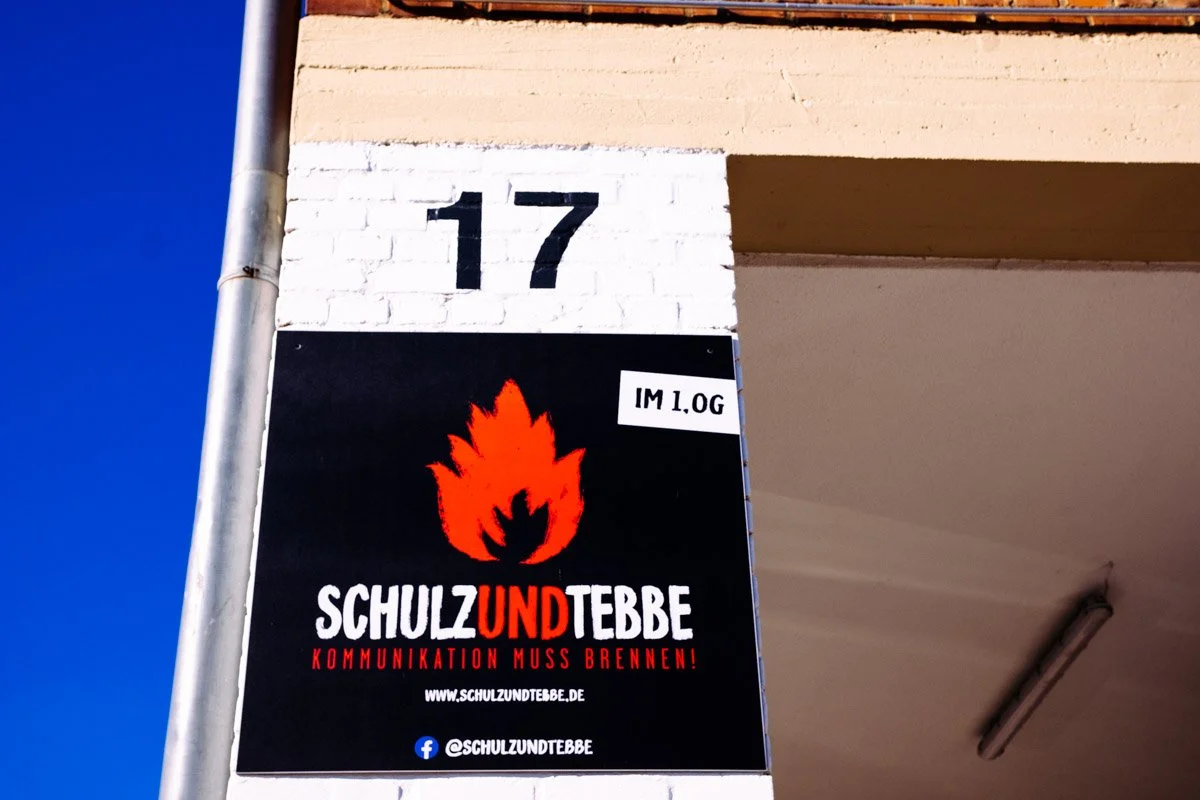 17
IM 1.OG
SCHULZUNDTEBBE
KOMMUNIKATION MUSS BRENNEN!
WWW.SCHULZUNDTEBBE.DE
f @SCHULZUNDTEBBE